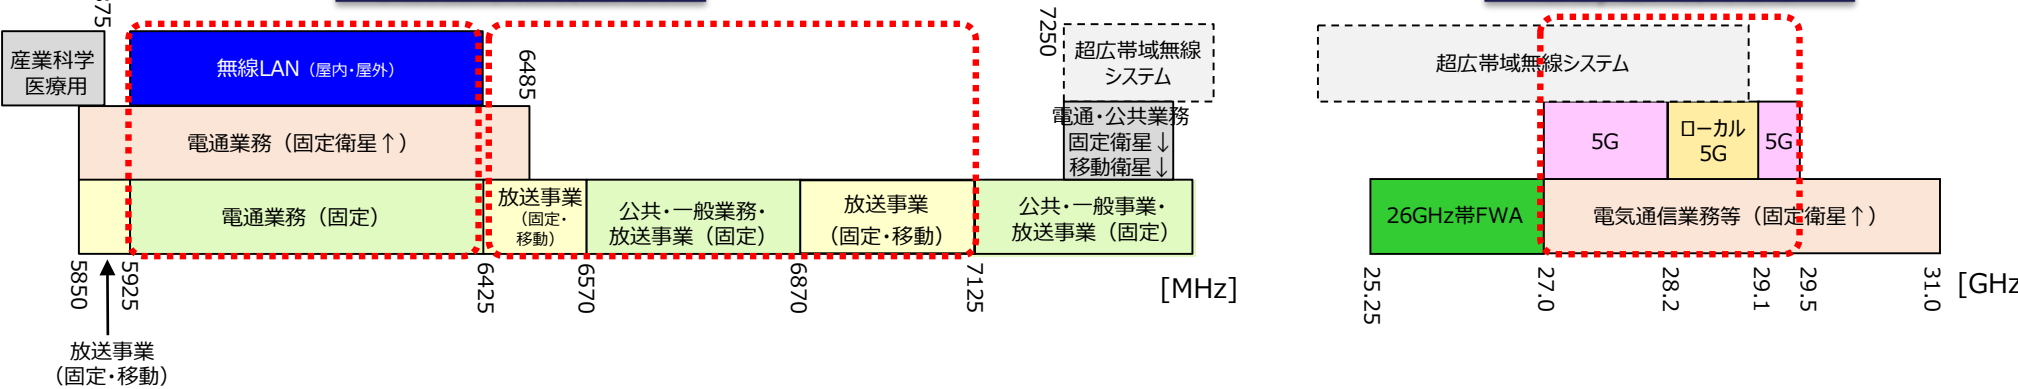 産業科学
医療用
無線LAN（屋内・屋外）
6485
7250
超広帯域無線
システム
電通業務（固定衛星↑）
電通・公共業務
固定衛星↓
移動衛星↓
電通業務（固定）
放送事業
（固定・
移動）
公共・一般業務・
放送事業（固定）
放送事業
（固定・移動）
公共・一般事業・
放送事業（固定）
5850
5925
6425
6570
6870
7125
[MHz]
放送事業
（固定・移動）
超広帯域無線システム
5G
ローカル
5G
5G
26GHz帯FWA
電気通信業務等（固定衛星↑）
25.25
27.0
28.2
29.1
29.5
31.0